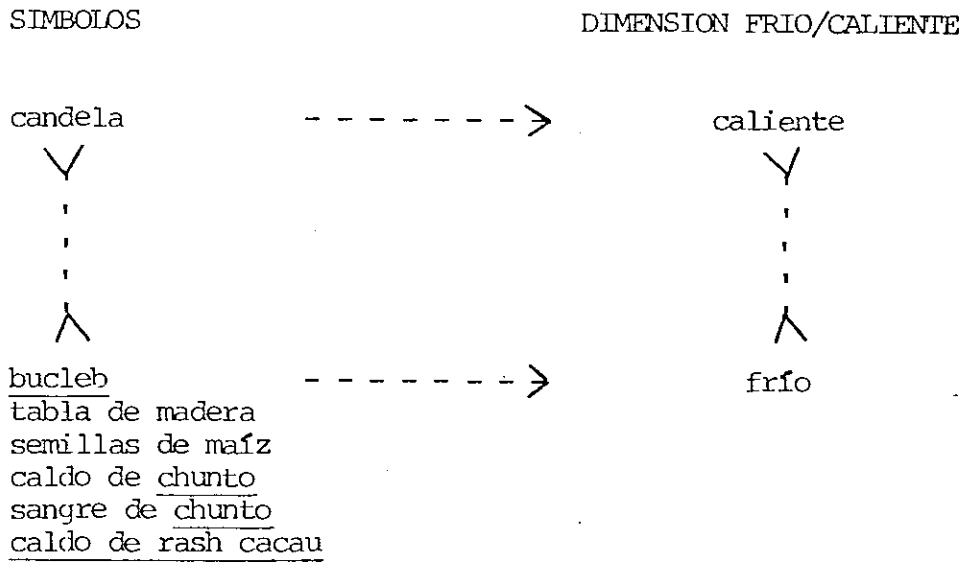 SIMBOLOS DIMENSION FRIO/CALIENTE
candela caliente
bucleb frío
tabla de madera
semillas de maíz
caldo de chunto
sangre de chunto
caldo de rash cacau